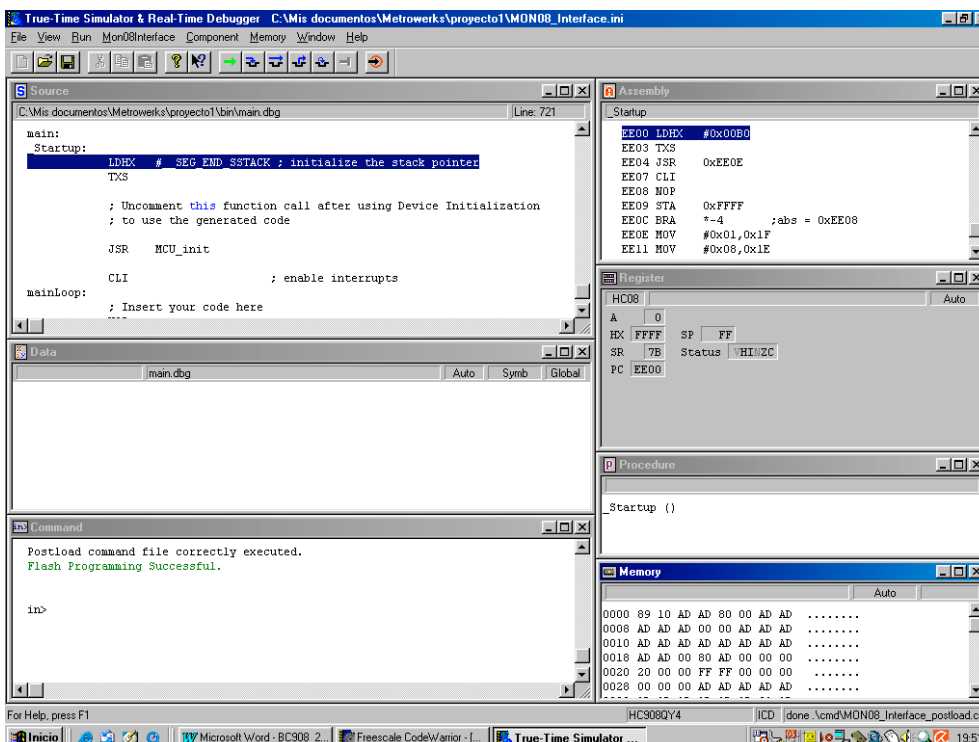 True-Time Simulator & Real-Time Debugger C:\Mis documentos\Metrowerks\proyecto1\MON08_Interface.ini
File View Run Mon08Interface Component Memory Window Help
Source
C:\Mis documentos\Metrowerks\proyecto1\bin\main.dbg Line: 721
main:
_Startup:
LDHX #__SEG_END_SSTACK ; initialize the stack pointer
TXS
; Uncomment this function call after using Device Initialization
; to use the generated code
JSR MCU_init
CLI ; enable interrupts
mainLoop:
; Insert your code here
Data
main.dbg Auto Symb Global
Command
Postload command file correctly executed.
Flash Programming Successful.
in>
Assembly
_Startup
EE00 LDHX #0x00B0
EE03 TXS
EE04 JSR 0xEE0E
EE07 CLI
EE08 NOP
EE09 STA 0xFFFF
EE0C BRA *-4 ;abs = 0xEE08
EE0E MOV #0x01,0x1F
EE11 MOV #0x08,0x1E
Register
HC08 Auto
A 0
HX FFFF SP FF
SR 7B Status VHINZC
PC EE00
Procedure
_Startup ()
Memory
Auto
0000 89 10 AD AD 80 00 AD AD ........
0008 AD AD AD 00 00 AD AD AD ........
0010 AD AD AD AD AD AD AD AD ........
0018 AD AD 00 80 AD 00 00 00 ........
0020 20 00 00 FF FF 00 00 00 .......
0028 00 00 00 AD AD AD AD AD ........
For Help, press F1 HC908QY4 ICD done .\cmd\MON08_Interface_postload.c
Inicio Microsoft Word - BC908_2... Freescale CodeWarrior - [... True-Time Simulator ...